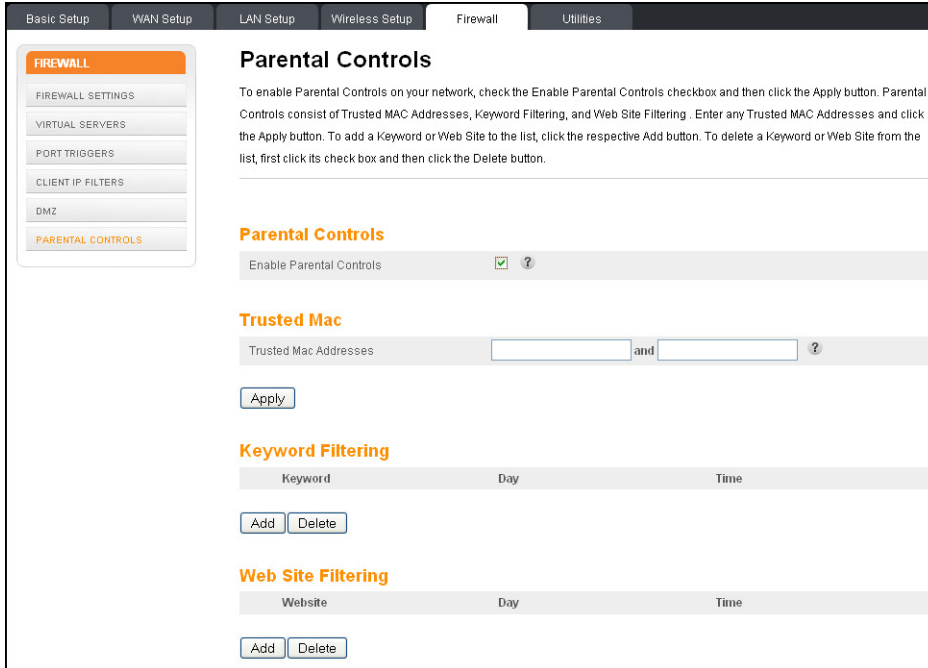 Basic Setup WAN Setup LAN Setup Wireless Setup Firewall Utilities
FIREWALL
FIREWALL SETTINGS
VIRTUAL SERVERS
PORT TRIGGERS
CLIENT IP FILTERS
DMZ
PARENTAL CONTROLS
Parental Controls
To enable Parental Controls on your network, check the Enable Parental Controls checkbox and then click the Apply button. Parental
Controls consist of Trusted MAC Addresses, Keyword Filtering, and Web Site Filtering . Enter any Trusted MAC Addresses and click
the Apply button. To add a Keyword or Web Site to the list, click the respective Add button. To delete a Keyword or Web Site from the
list, first click its check box and then click the Delete button.
Parental Controls
Enable Parental Controls ?
Trusted Mac
Trusted Mac Addresses and ?
Apply
Keyword Filtering
Keyword Day Time
Add Delete
Web Site Filtering
Website Day Time
Add Delete